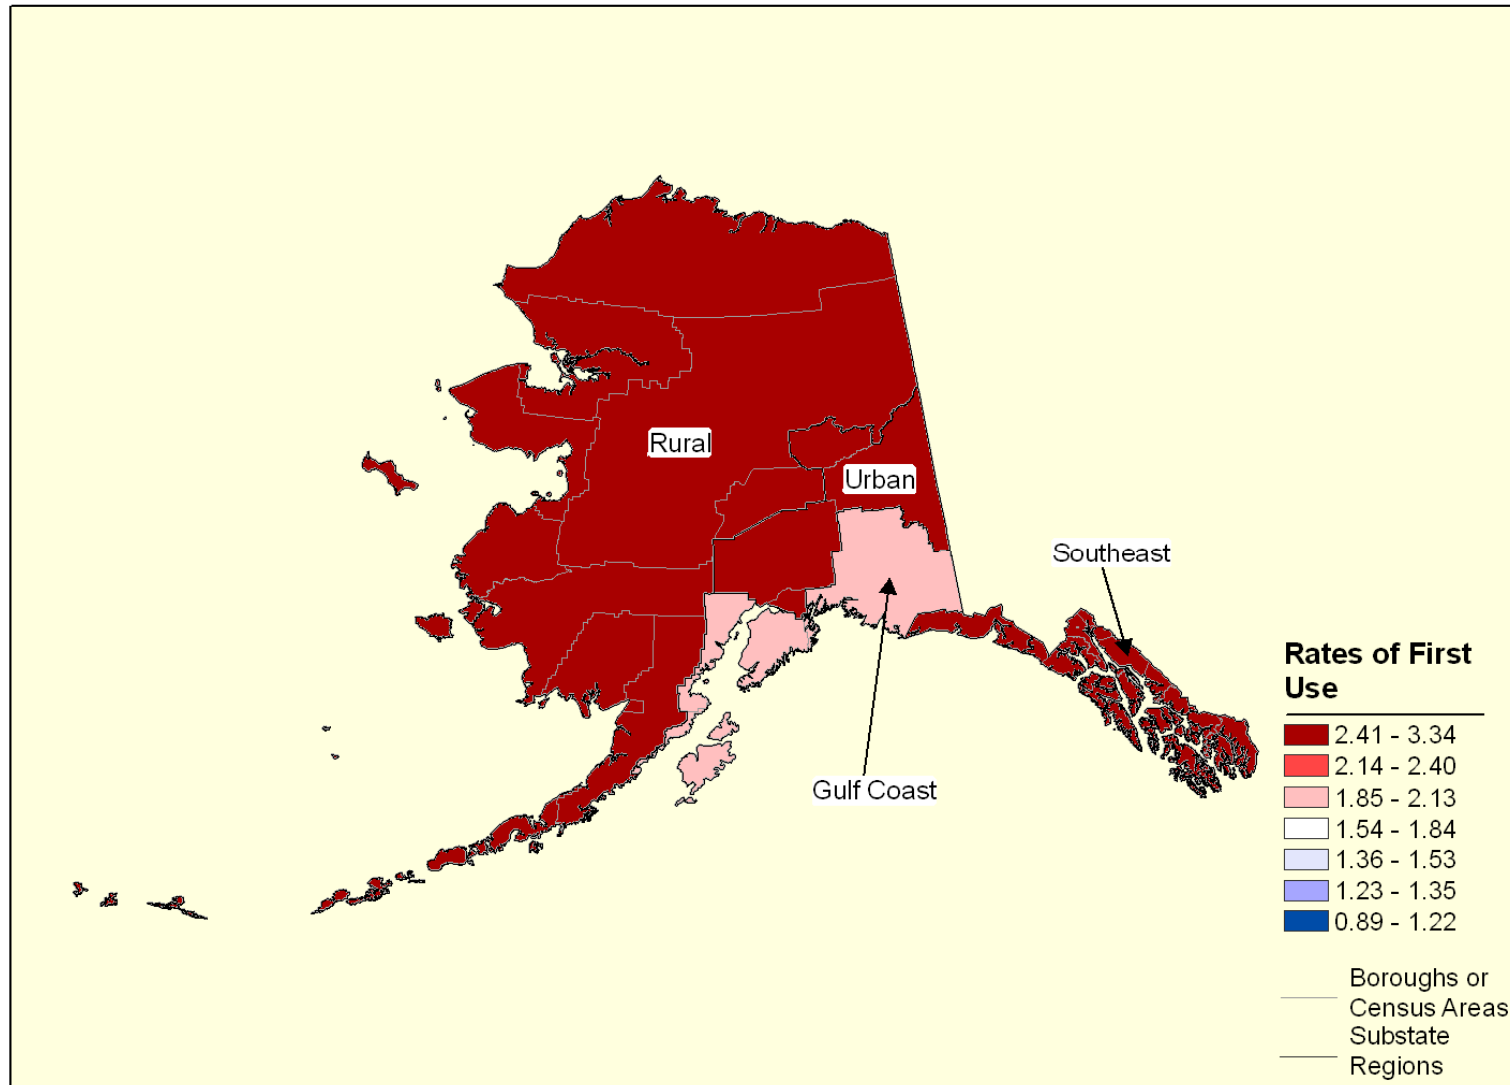 Rural
Urban
Southeast
Gulf Coast
Rates of First
Use
2.41 - 3.34
2.14 - 2.40
1.85 - 2.13
1.54 - 1.84
1.36 - 1.53
1.23 - 1.35
0.89 - 1.22
Boroughs or
Census Areas
Substate
Regions